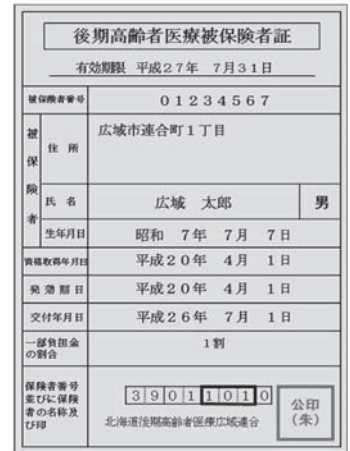 後期高齢者医療被保険者証
有効期限 平成27年 7月31日
被保険者番号 01234567
被保険者
住所 広域市連合町1丁目
氏名 広域 太郎 男
生年月日 昭和 7年 7月 7日
資格取得年月日 平成20年 4月 1日
発効期日 平成20年 4月 1日
交付年月日 平成26年 7月 1日
一部負担金
の割合
1割
保険者番号
並びに保険
者の名称及
び印
39011010
北海道後期高齢者医療広域連合
公印
(朱)